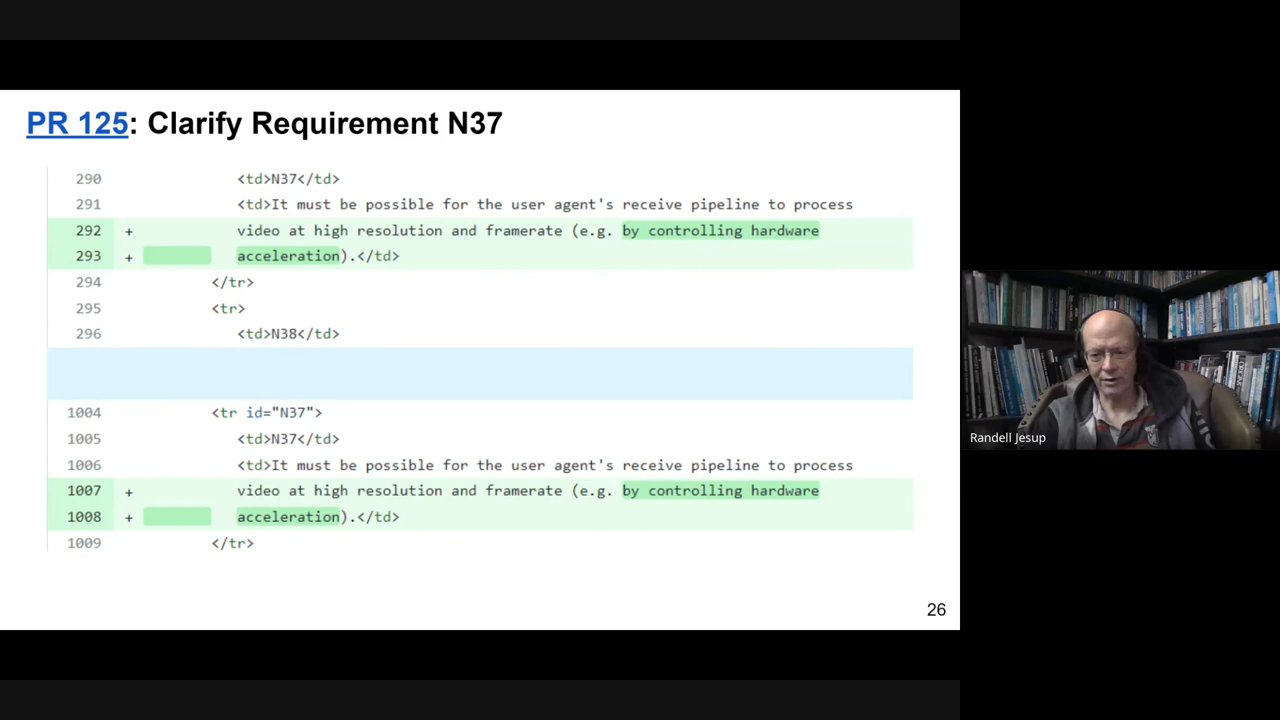 PR 125: Clarify Requirement N37
290 <td>N37</td>
291 <td>It must be possible for the user agent's receive pipeline to process
292 + video at high resolution and framerate (e.g. by controlling hardware
293 + acceleration).</td>
294 </tr>
295 <tr>
296 <td>N38</td>
1004 <tr id="N37">
1005 <td>N37</td>
1006 <td>It must be possible for the user agent's receive pipeline to process
1007 + video at high resolution and framerate (e.g. by controlling hardware
1008 + acceleration).</td>
1009 </tr>
26
Randell Jesup